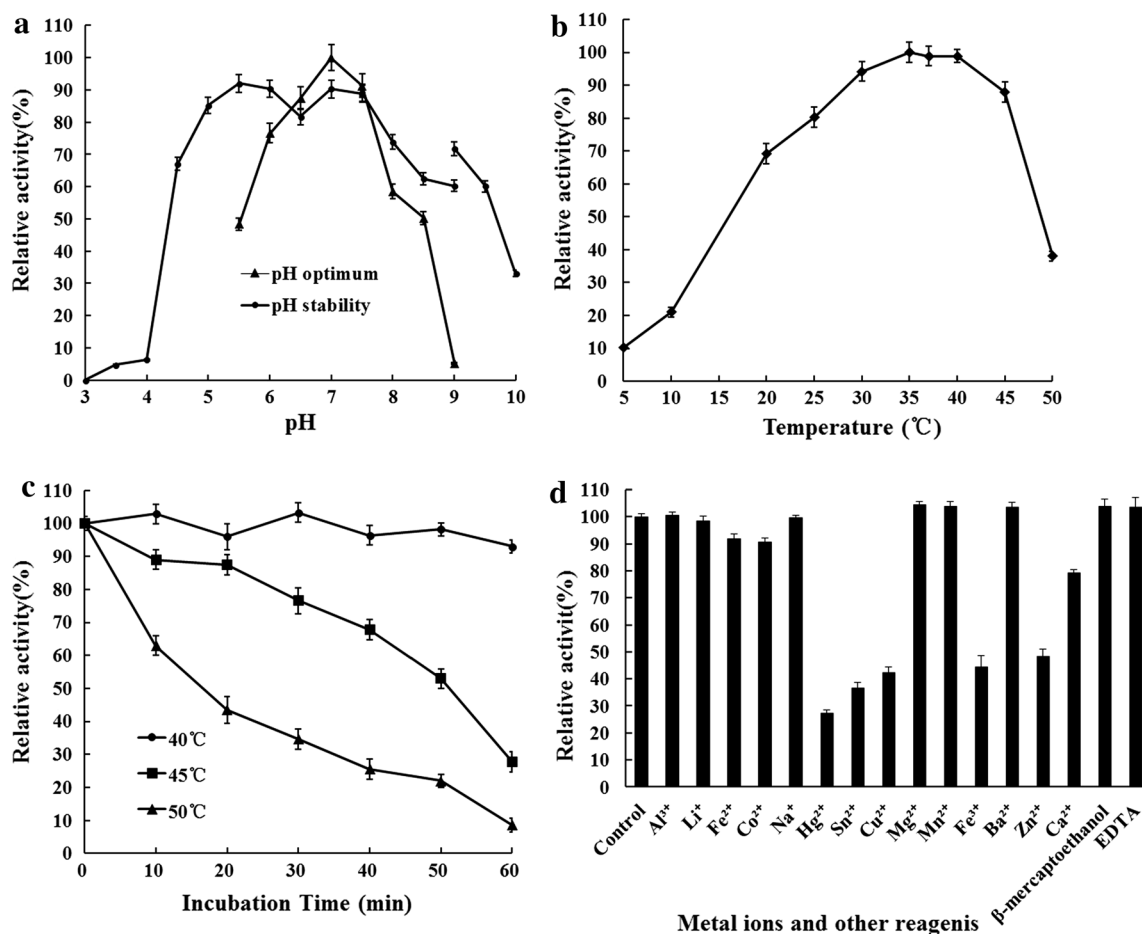 a
110
100
90
80
70
60
50
40
30
20
10
0
Relative activity(%)
pH optimum
pH stability
3 4 5 6 7 8 9 10
pH
b
110
100
90
80
70
60
50
40
30
20
10
0
Relative activity(%)
5 10 20 25 30 35 40 45 50
Temperature (℃)
c
110
100
90
80
70
60
50
40
30
20
10
0
Relative activity(%)
40℃
45℃
50℃
0 10 20 30 40 50 60
Incubation Time (min)
d
110
100
90
80
70
60
50
40
30
20
10
0
Relative activit(%)
Control Al³⁺ Li⁺ Fe²⁺ Co²⁺ Na⁺ Hg²⁺ Sn²⁺ Cu²⁺ Mg²⁺ Mn²⁺ Fe³⁺ Ba²⁺ Zn²⁺ Ca²⁺ β-mercaptoethanol EDTA
Metal ions and other reagenis